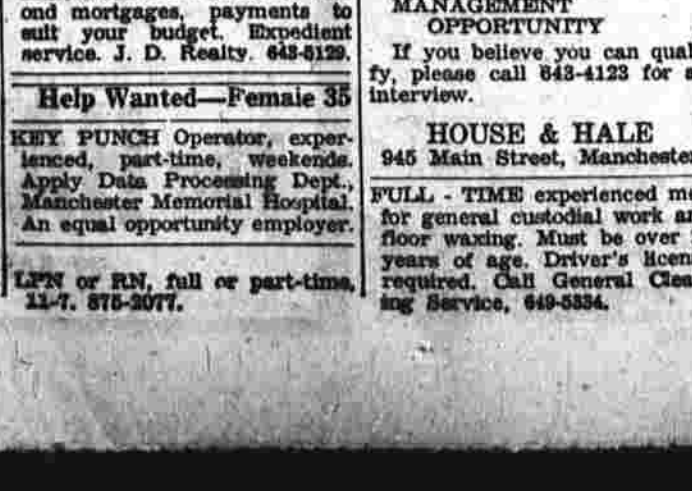 ond mortgages, payments to
suit your budget. Expedient
service. J. D. Realty. 643-5129.
Help Wanted—Female 35
KEY PUNCH Operator, exper-
ienced, part-time, weekends.
Apply Data Processing Dept.,
Manchester Memorial Hospital.
An equal opportunity employer.
LPN or RN, full or part-time,
11-7. 875-2077.
MANAGEMENT
OPPORTUNITY
If you believe you can quali
fy, please call 643-4123 for a
interview.
HOUSE & HALE
945 Main Street, Manchester
FULL - TIME experienced m
for general custodial work a
floor waxing. Must be over
years of age. Driver's licen
required. Call General Clea
ing Service, 649-5334.